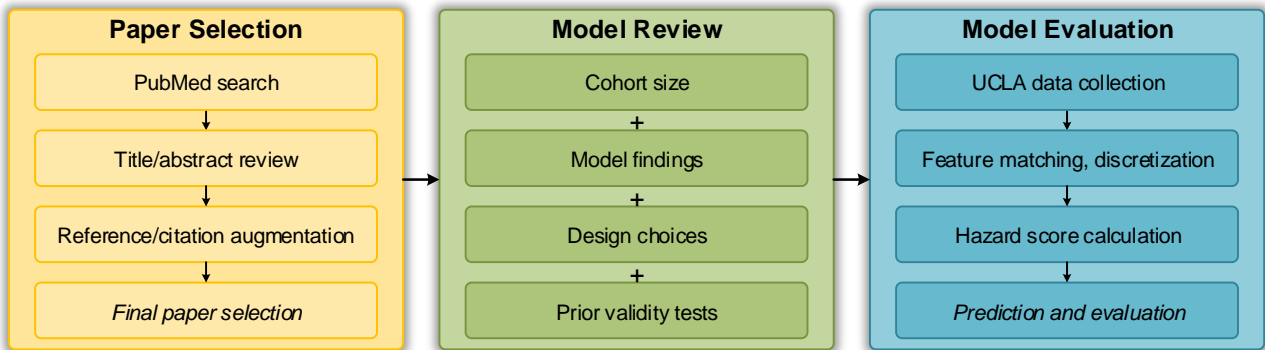 Paper Selection
PubMed search
Title/abstract review
Reference/citation augmentation
Final paper selection
Model Review
Cohort size
+
Model findings
+
Design choices
+
Prior validity tests
Model Evaluation
UCLA data collection
Feature matching, discretization
Hazard score calculation
Prediction and evaluation